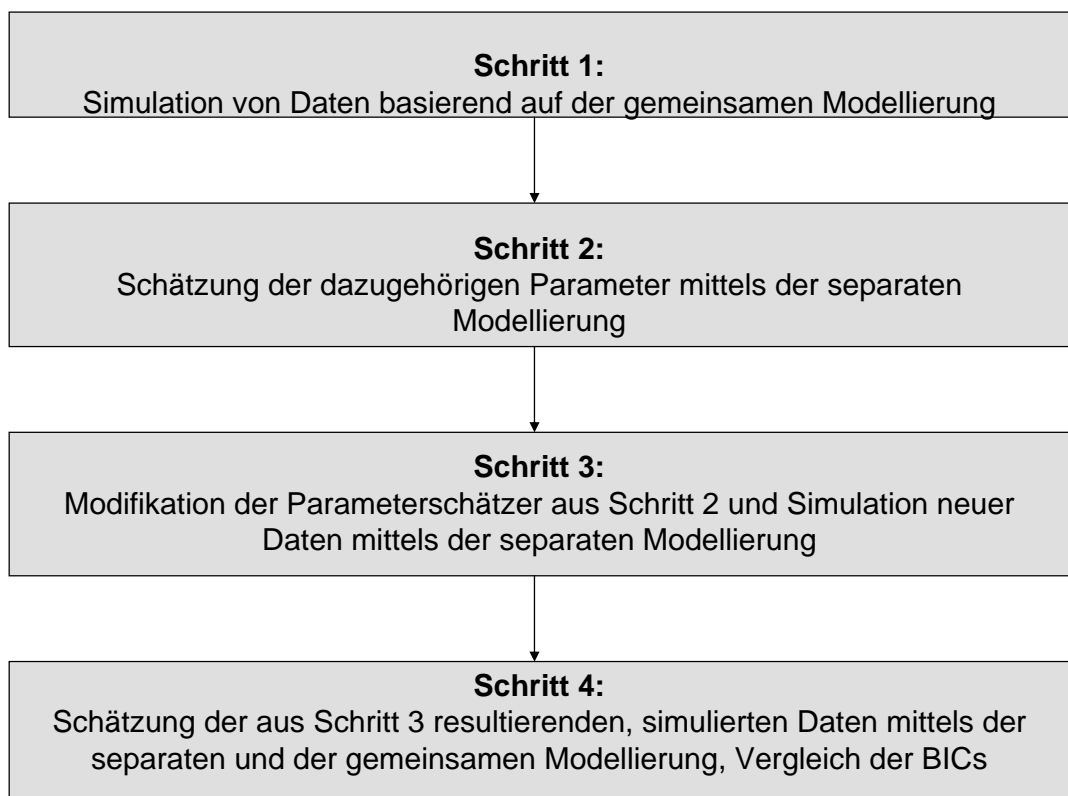 Schritt 1:
Simulation von Daten basierend auf der gemeinsamen Modellierung
Schritt 2:
Schätzung der dazugehörigen Parameter mittels der separaten
Modellierung
Schritt 3:
Modifikation der Parameterschätzer aus Schritt 2 und Simulation neuer
Daten mittels der separaten Modellierung
Schritt 4:
Schätzung der aus Schritt 3 resultierenden, simulierten Daten mittels der
separaten und der gemeinsamen Modellierung, Vergleich der BICs